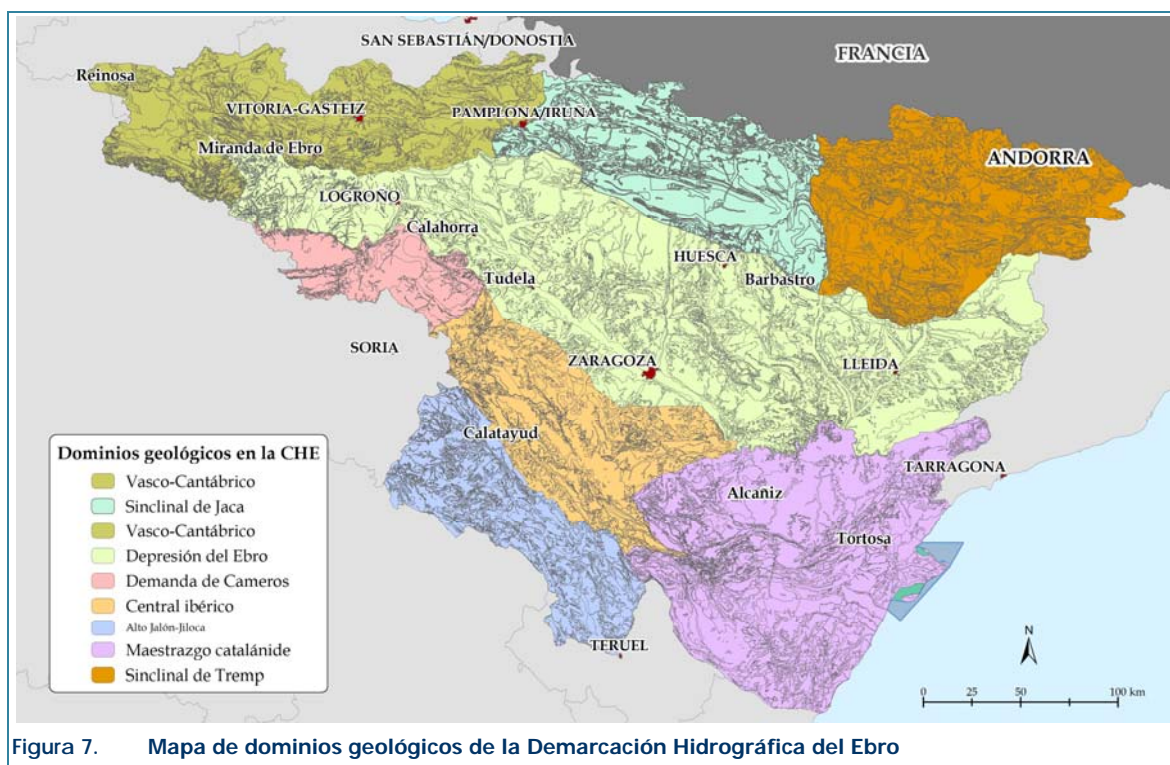 SAN SEBASTIÁN/DONOSTIA
FRANCIA
Reinosa
VITORIA-GASTEIZ
PAMPLONA/IRUÑA
Miranda de Ebro
ANDORRA
LOGROÑO
Calahorra
HUESCA
Tudela
Barbastro
SORIA
ZARAGOZA
LLEIDA
Calatayud
TARRAGONA
Alcañiz
Tortosa
TERUEL
Dominios geológicos en la CHE
Vasco-Cantábrico
Sinclinal de Jaca
Vasco-Cantábrico
Depresión del Ebro
Demanda de Cameros
Central ibérico
Alto Jalón-Jiloca
Maestrazgo catalánide
Sinclinal de Tremp
N
0 25 50 100 km
Figura 7. Mapa de dominios geológicos de la Demarcación Hidrográfica del Ebro